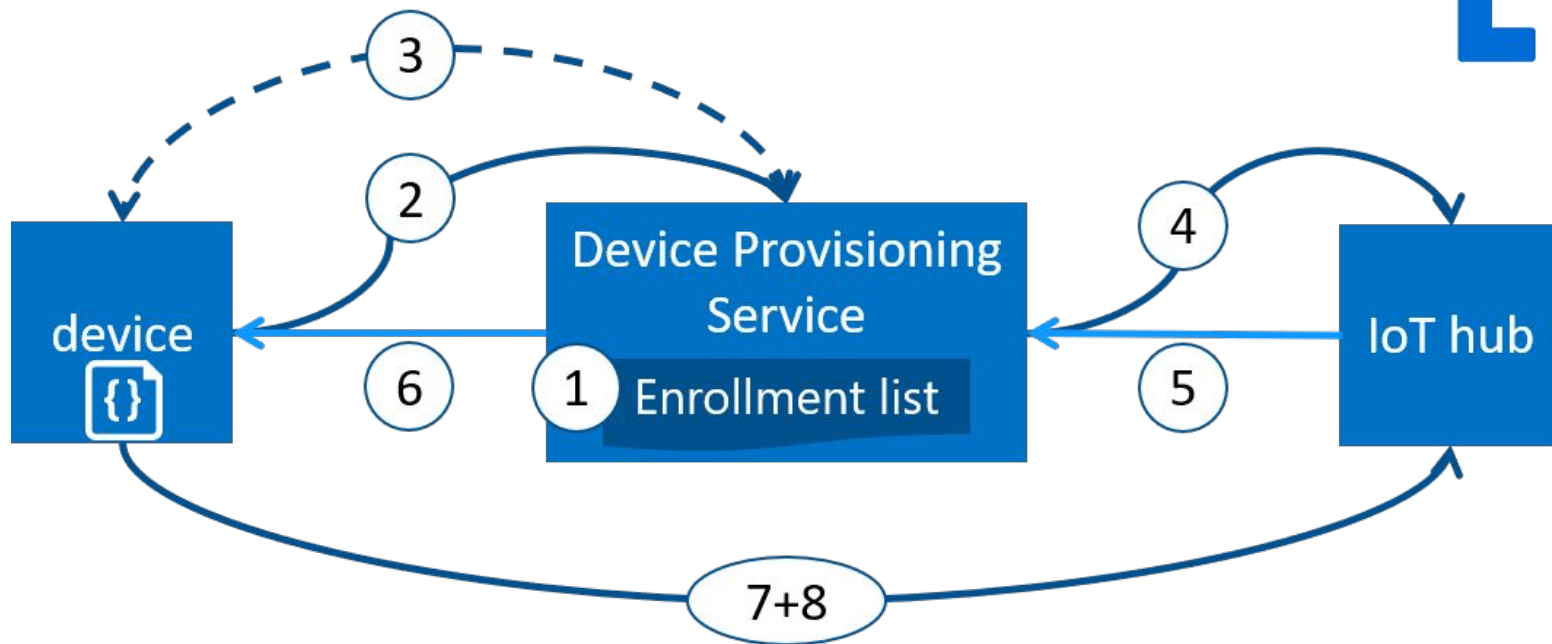 3
2
4
Device Provisioning
Service
device
IoT hub
{}
6
1
Enrollment list
5
7+8